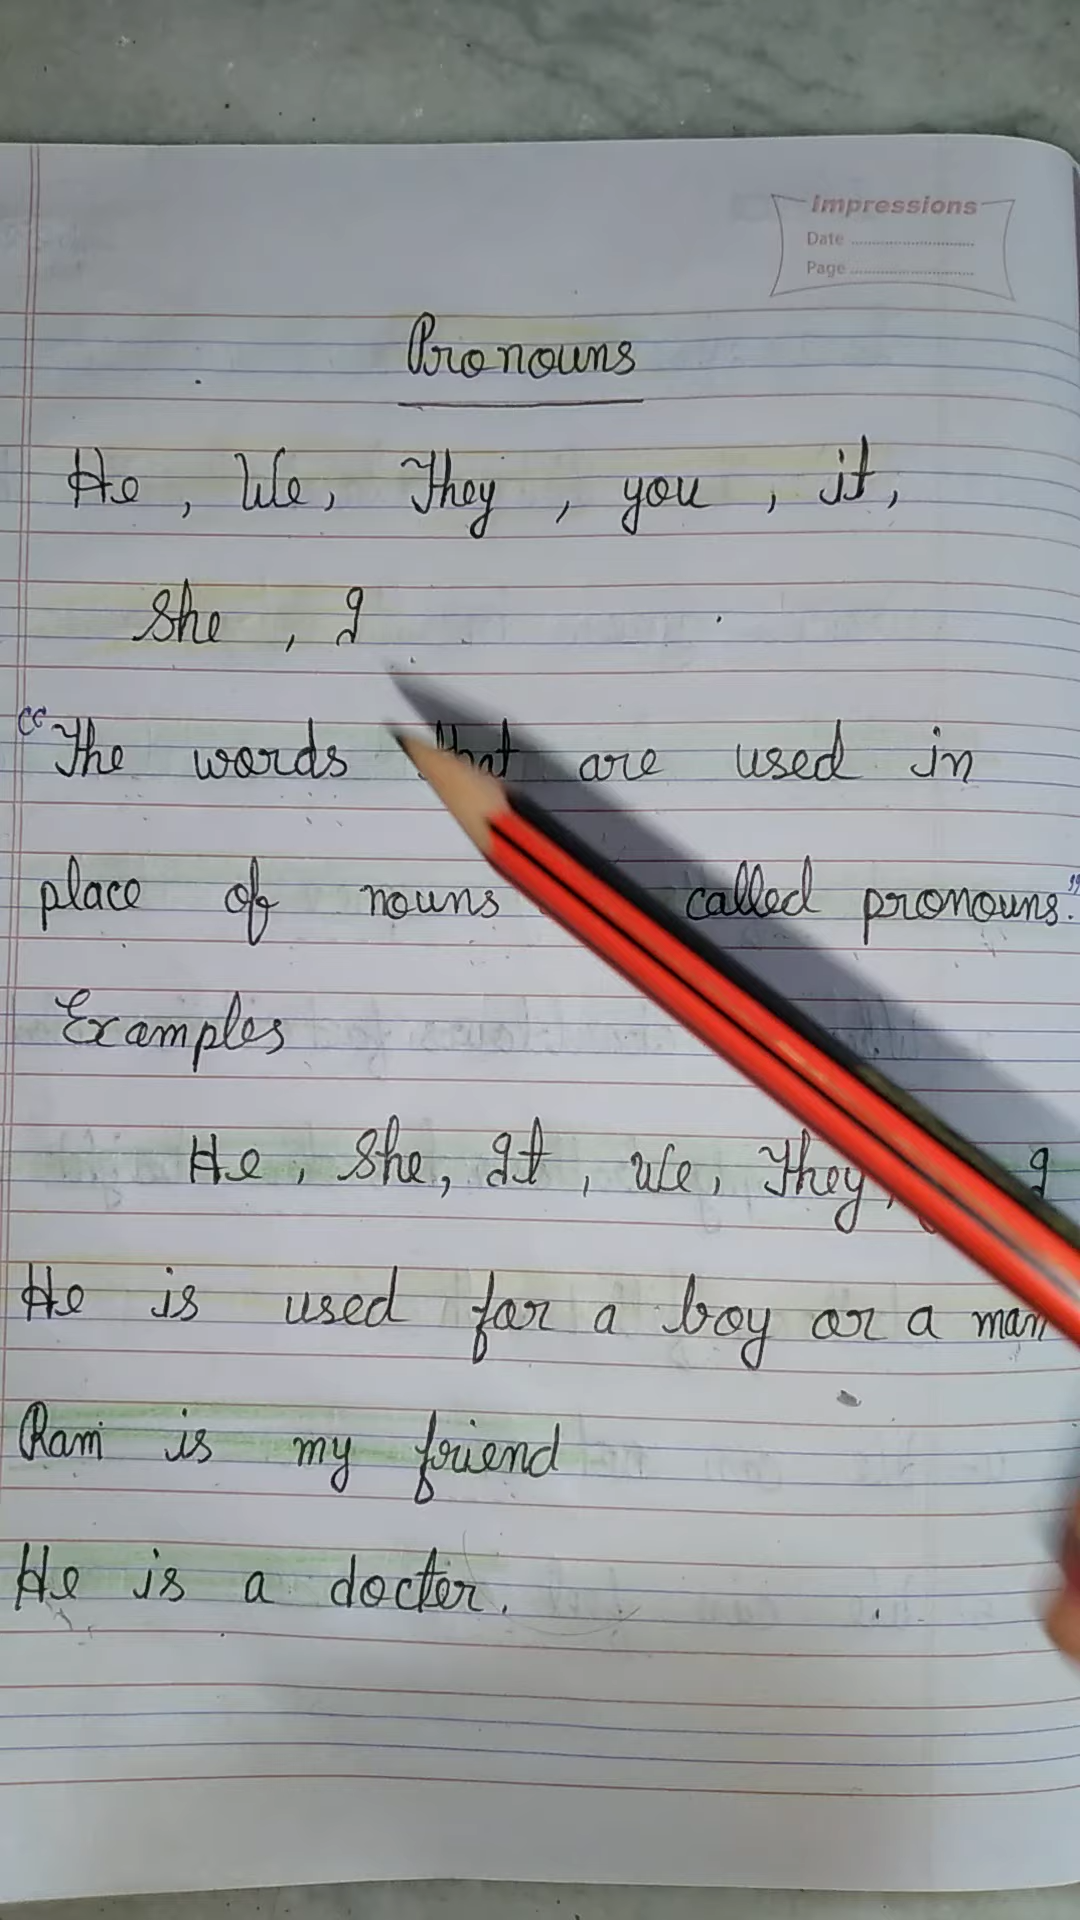 Impressions
Date
Page
Pronouns
He, We, They, you, it,
She, I
"The words that are used in
place of nouns called pronouns."
Examples
He, She, It, We, They, I
He is used for a boy or a man
Ram is my friend
He is a docter.